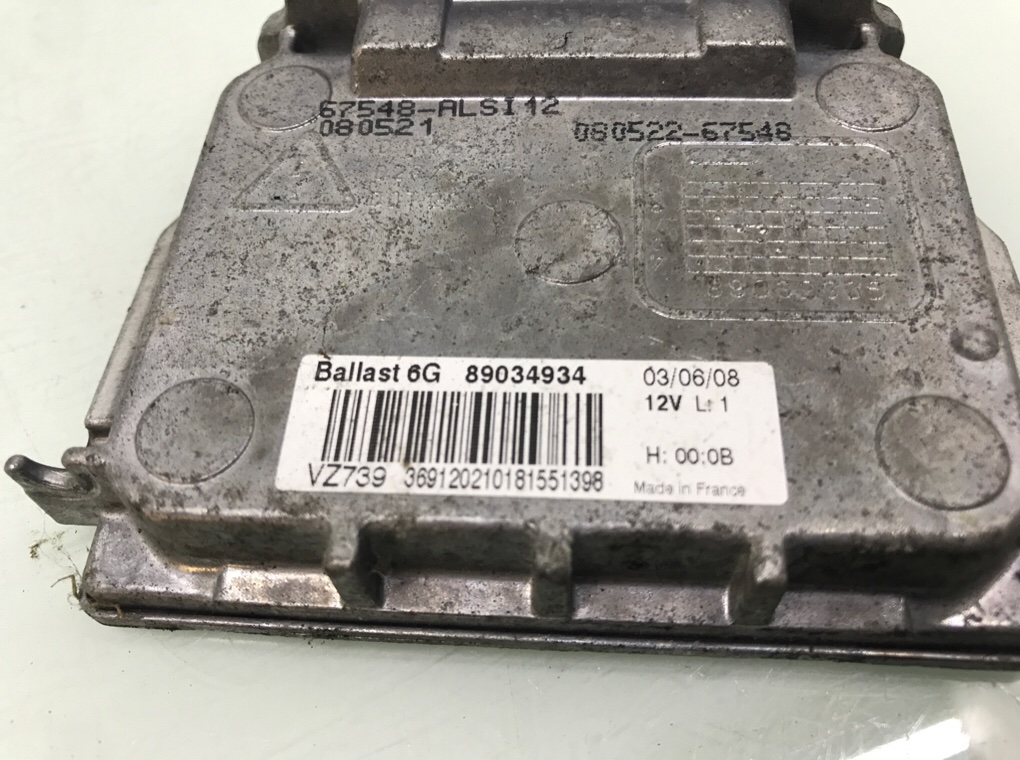 67548-ALSI12
080521
080522-67548
Ballast 6G 89034934 03/06/08
12V L: 1
H: 00:0B
VZ739 369120210181551398 Made in France